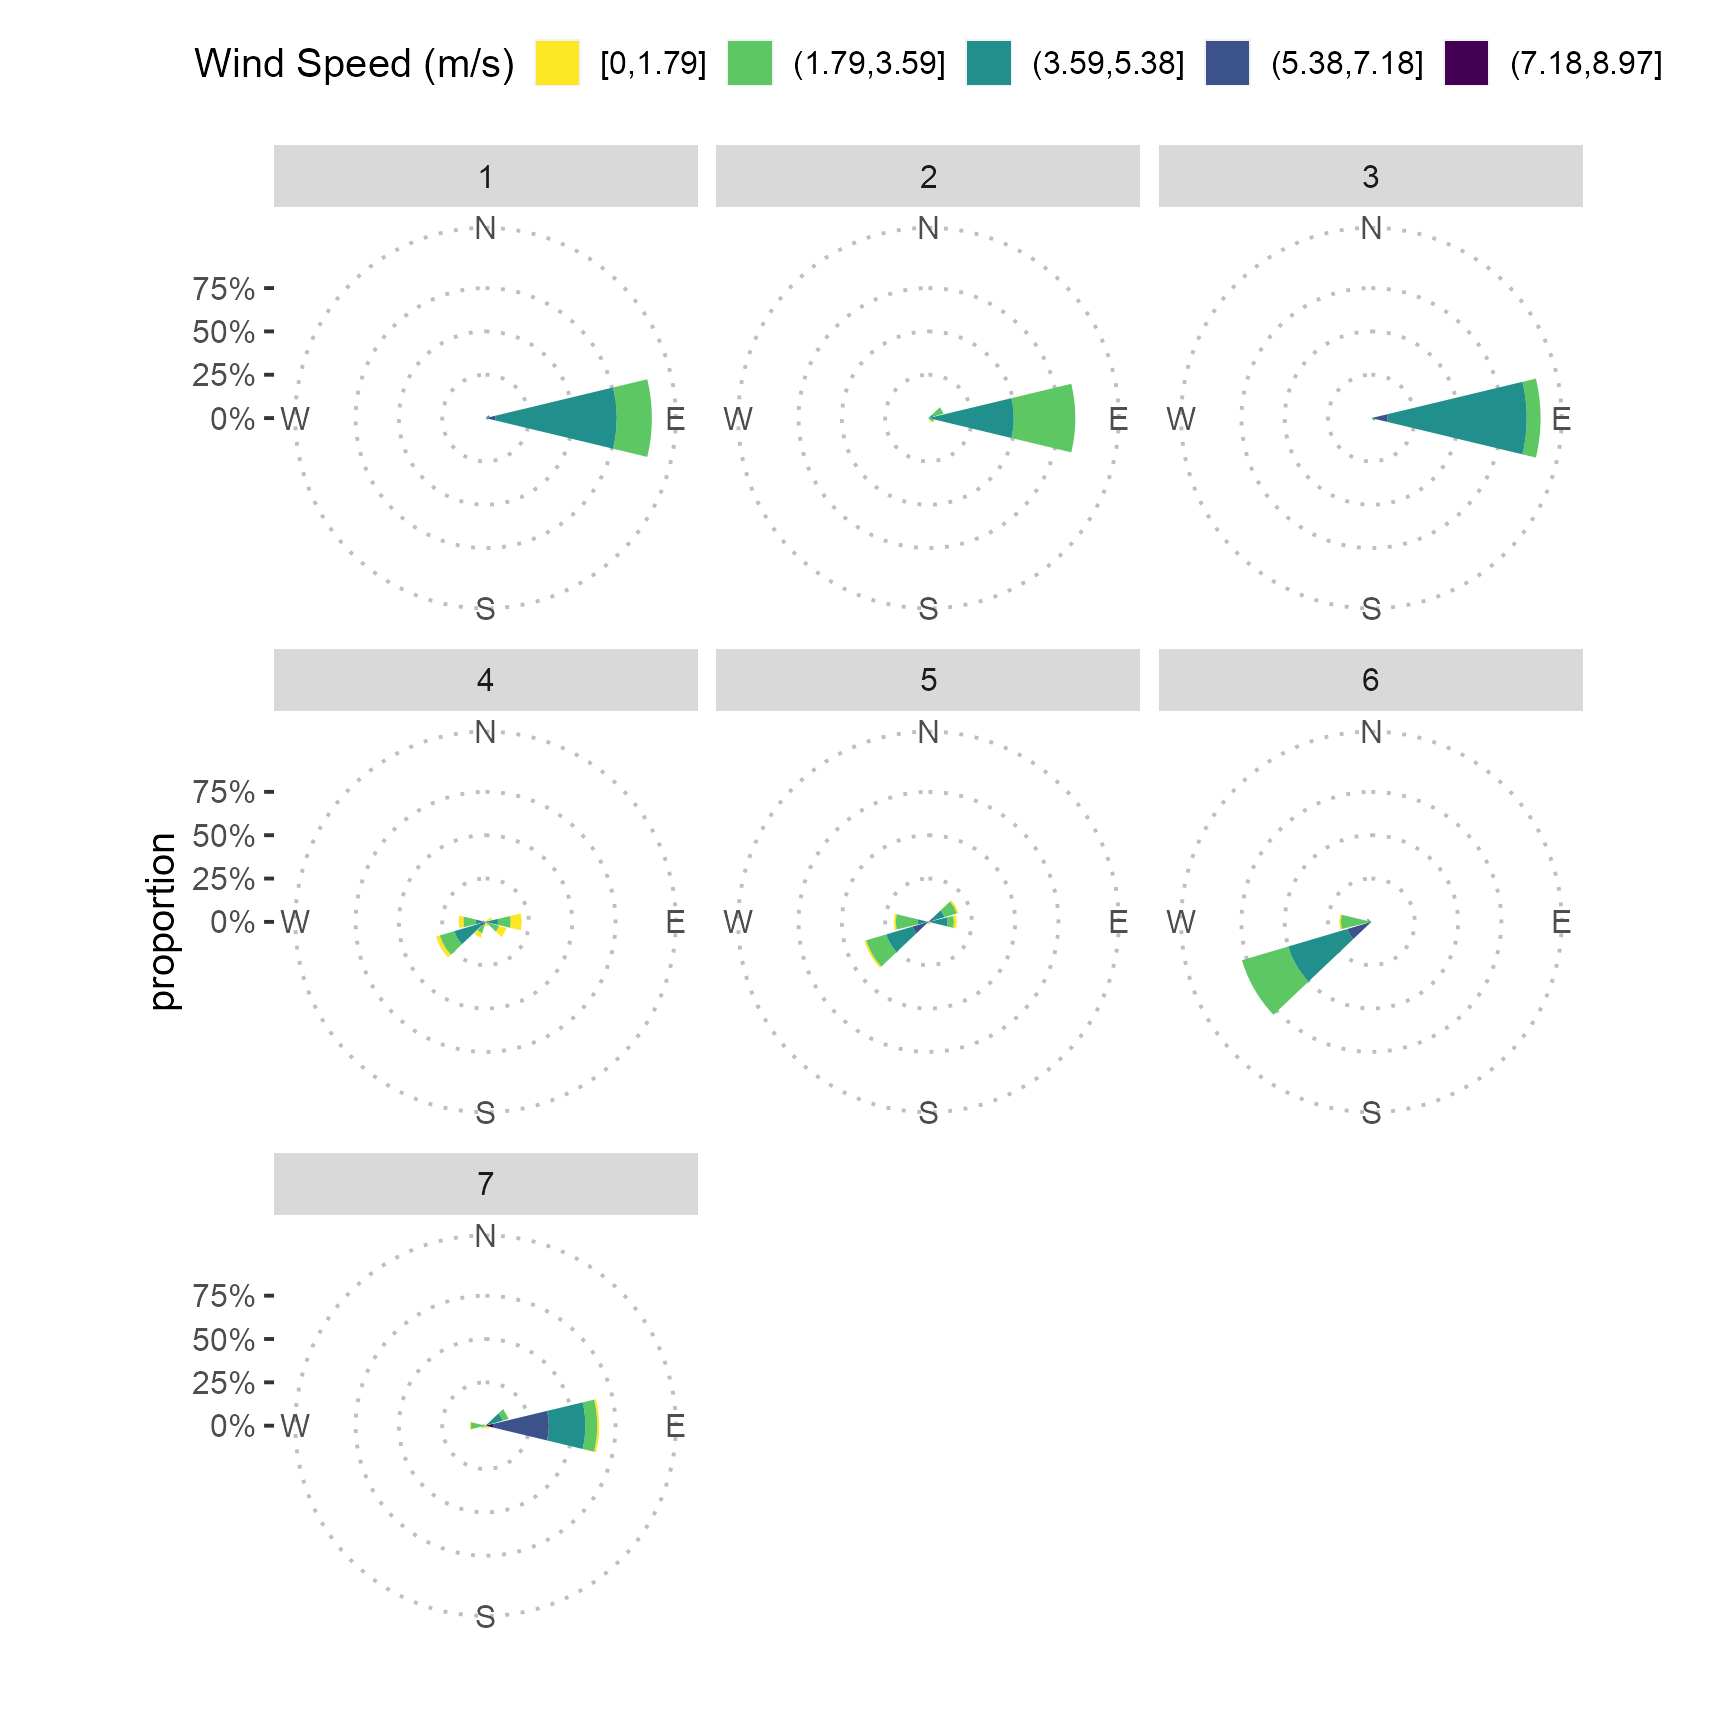 Wind Speed (m/s) [0,1.79] (1.79,3.59] (3.59,5.38] (5.38,7.18] (7.18,8.97]
1 2 3
N N N
75%
50%
25%
0% W E W E W E
S S S
4 5 6
N N N
75%
50%
25%
0% W E W E W E
proportion
S S S
7
N
75%
50%
25%
0% W E
S